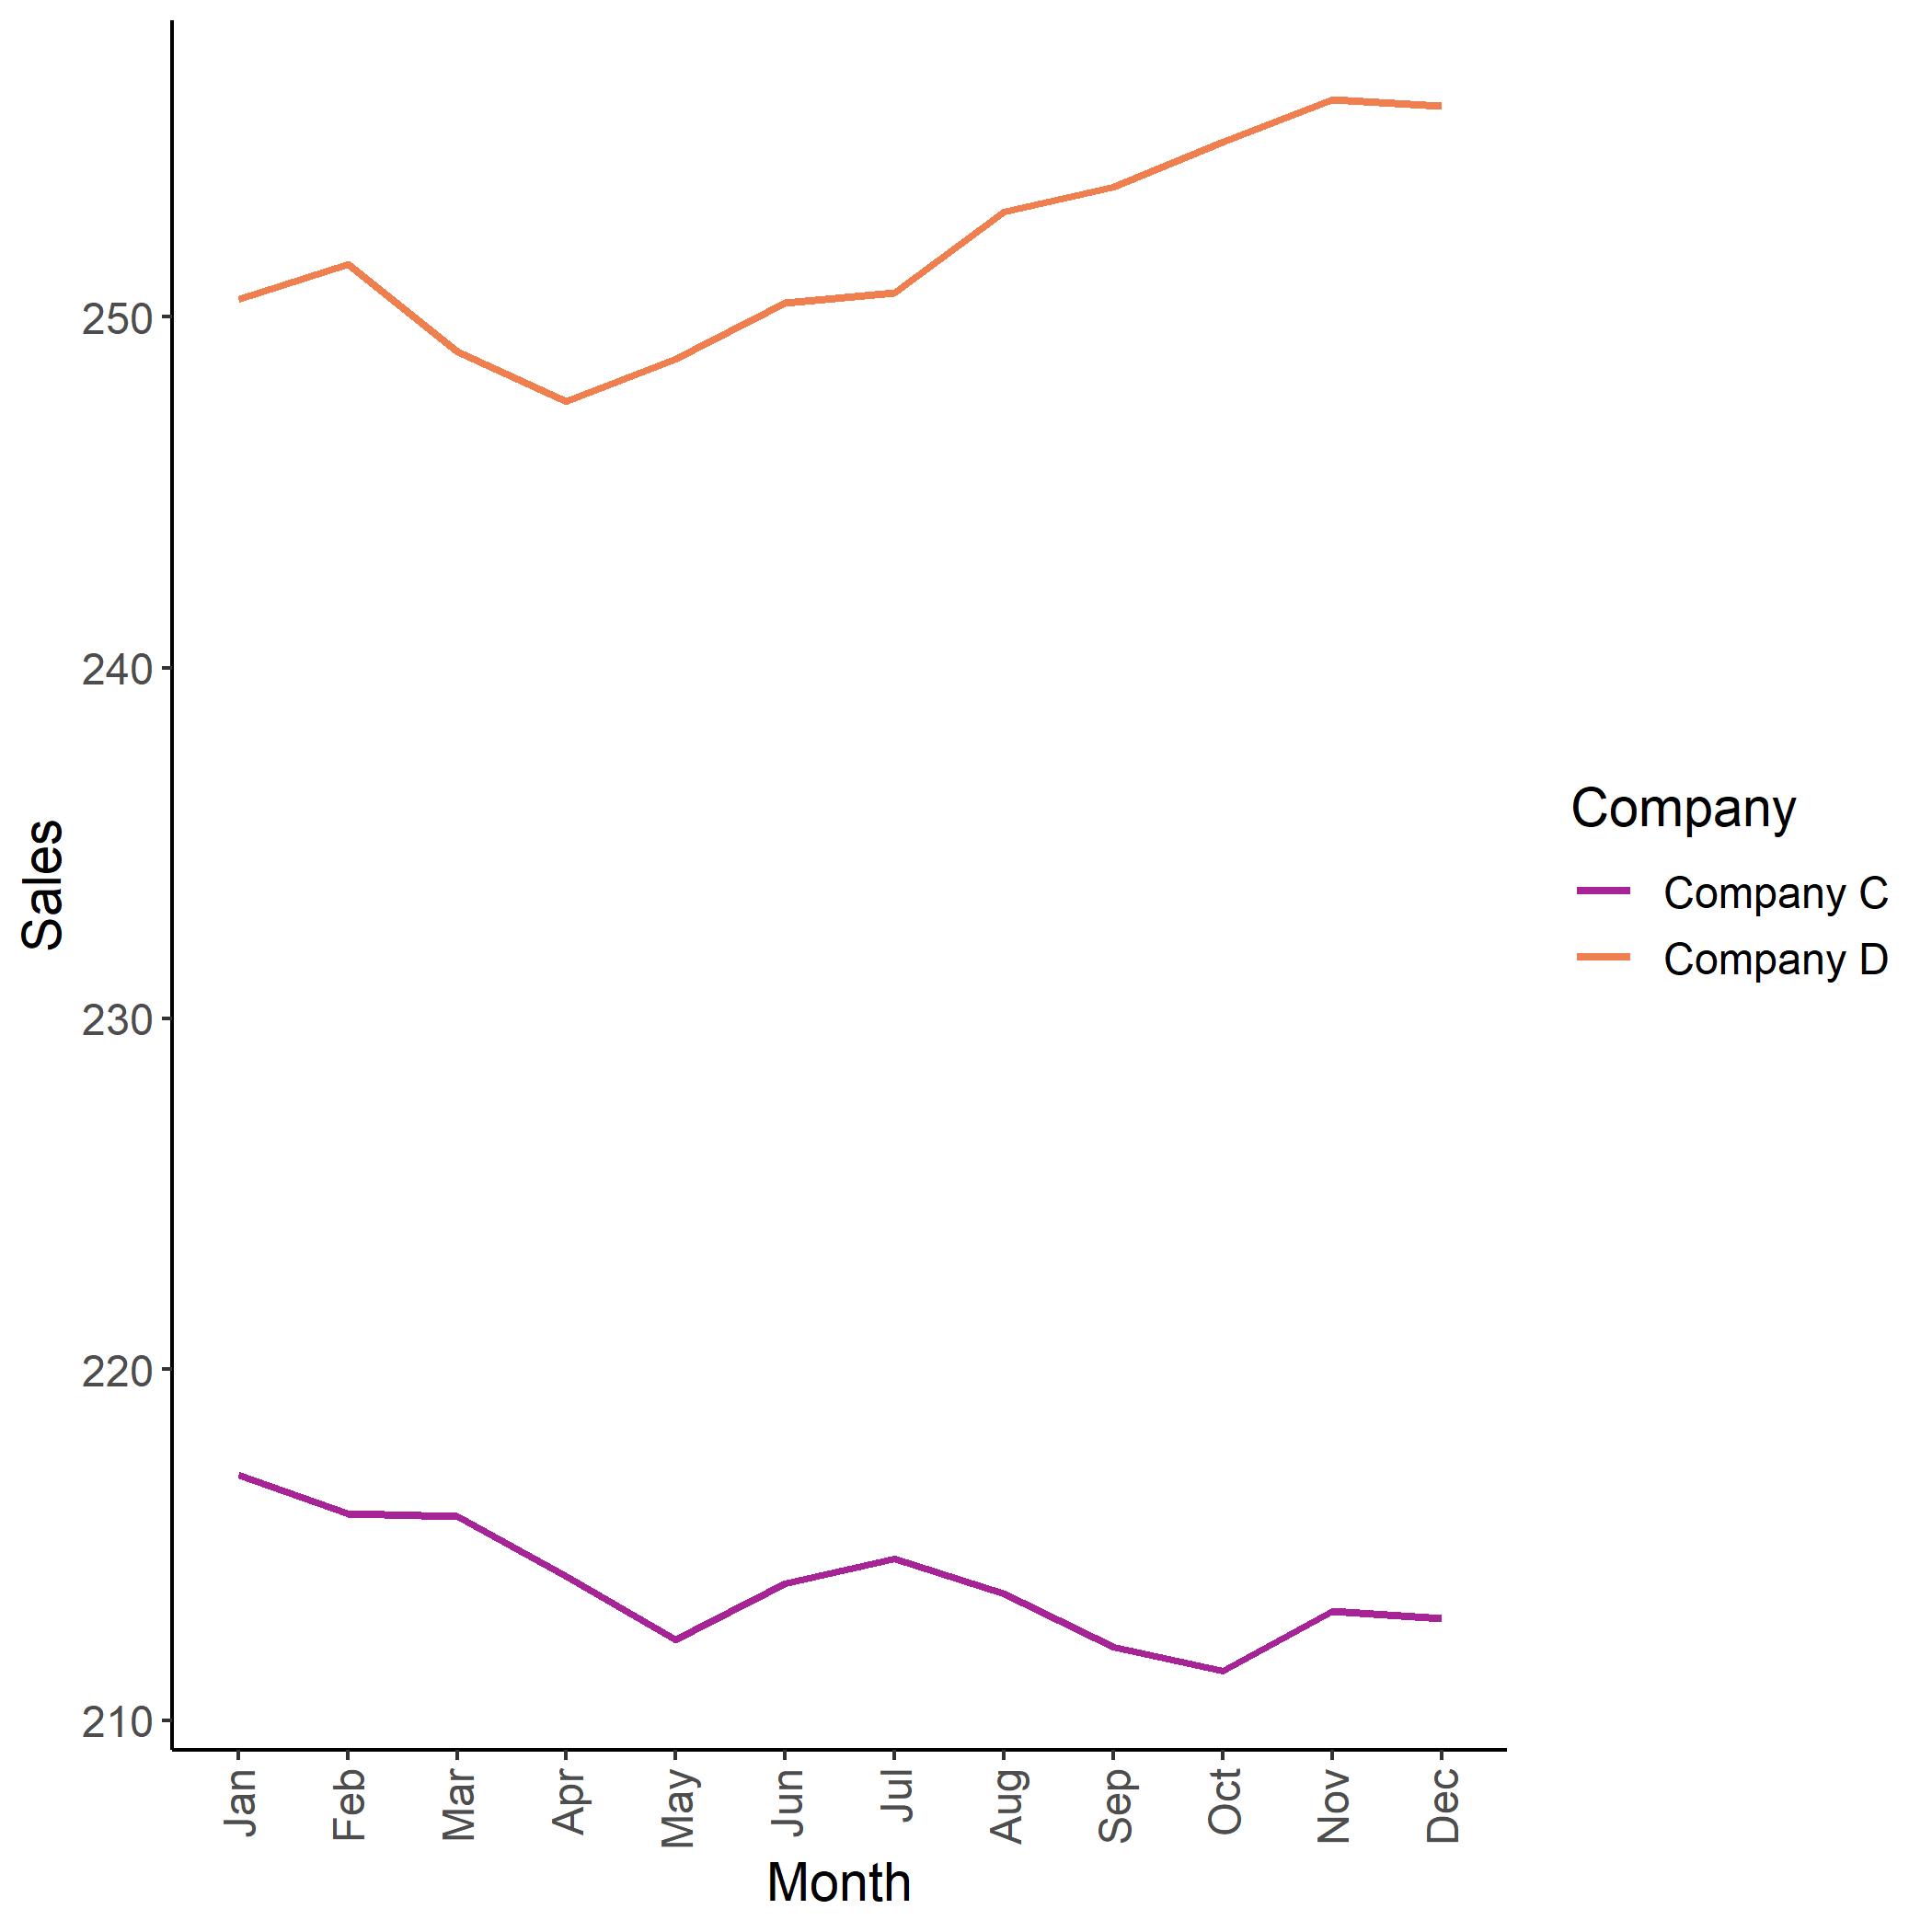 Sales
250
240
230
220
210
Jan
Feb
Mar
Apr
May
Jun
Jul
Aug
Sep
Oct
Nov
Dec
Month
Company
Company C
Company D